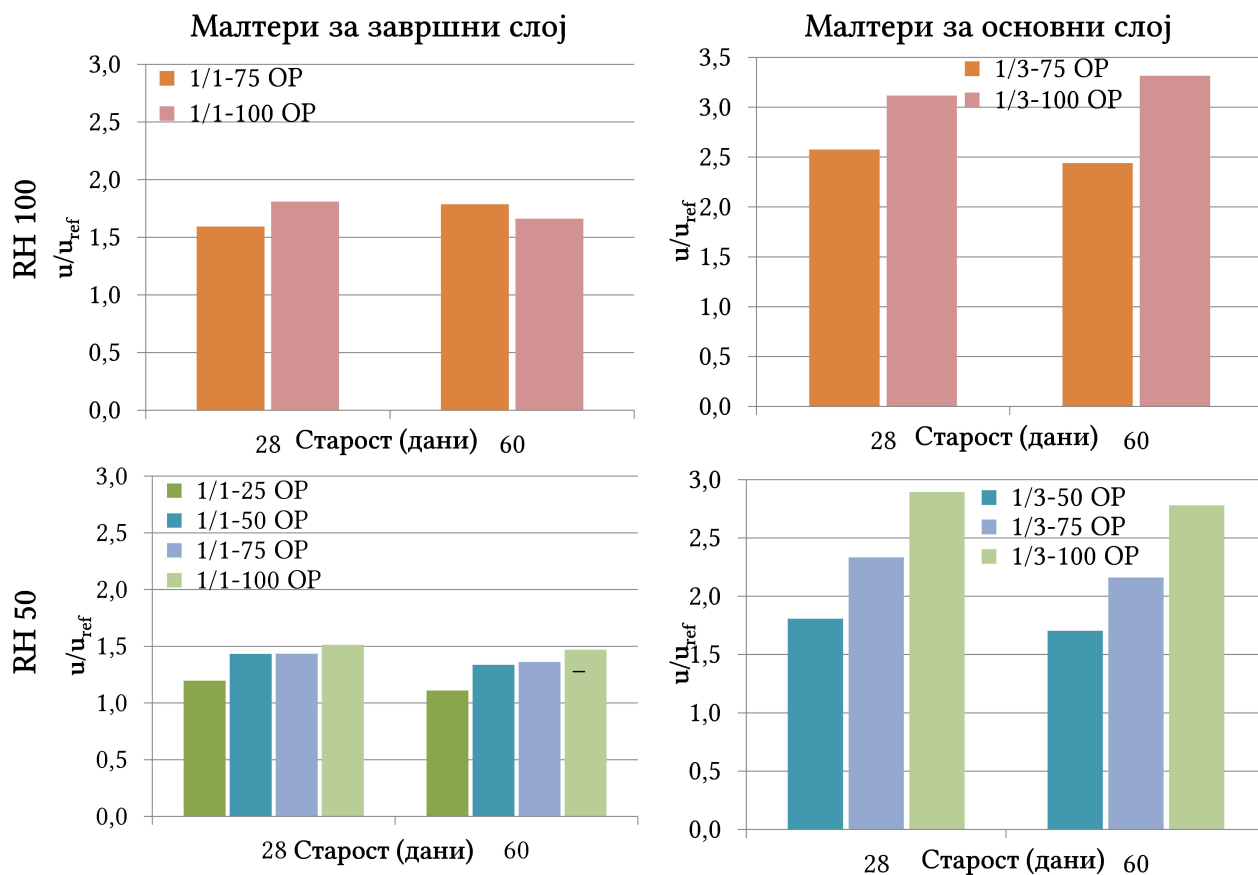 Малтери за завршни слој
3,0
2,5
2,0
1,5
1,0
0,5
0,0
1/1-75 OP
1/1-100 OP
RH 100
u/uref
28 Старост (дани) 60
Малтери за основни слој
3,5
3,0
2,5
2,0
1,5
1,0
0,5
0,0
1/3-75 OP
1/3-100 OP
u/uref
28 Старост (дани) 60
3,0
2,5
2,0
1,5
1,0
0,5
0,0
1/1-25 OP
1/1-50 OP
1/1-75 OP
1/1-100 OP
RH 50
u/uref
28 Старост (дани) 60
3,0
2,5
2,0
1,5
1,0
0,5
0,0
1/3-50 OP
1/3-75 OP
1/3-100 OP
u/uref
28 Старост (дани) 60